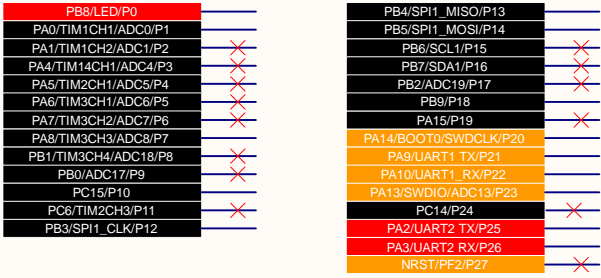 PB8/LED/P0
PA0/TIM1CH1/ADC0/P1
PA1/TIM1CH2/ADC1/P2
PA4/TIM14CH1/ADC4/P3
PA5/TIM2CH1/ADC5/P4
PA6/TIM3CH1/ADC6/P5
PA7/TIM3CH2/ADC7/P6
PA8/TIM3CH3/ADC8/P7
PB1/TIM3CH4/ADC18/P8
PB0/ADC17/P9
PC15/P10
PC6/TIM2CH3/P11
PB3/SPI1_CLK/P12
PB4/SPI1_MISO/P13
PB5/SPI1_MOSI/P14
PB6/SCL1/P15
PB7/SDA1/P16
PB2/ADC19/P17
PB9/P18
PA15/P19
PA14/BOOT0/SWDCLK/P20
PA9/UART1 TX/P21
PA10/UART1_RX/P22
PA13/SWDIO/ADC13/P23
PC14/P24
PA2/UART2 TX/P25
PA3/UART2 RX/P26
NRST/PF2/P27